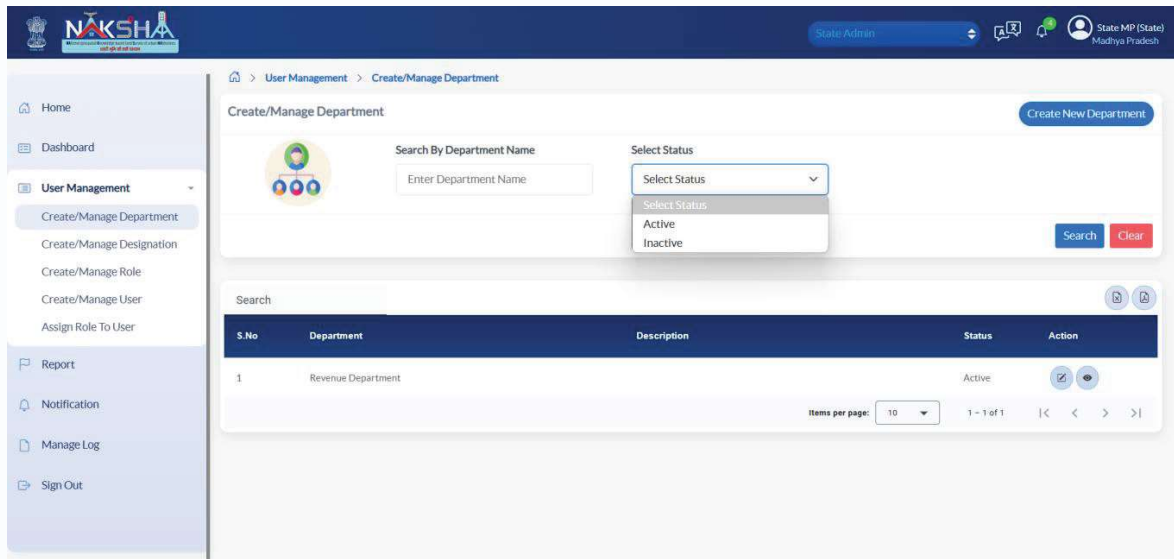 NAKSHA
State Admin
4
State MP (State)
Madhya Pradesh
> User Management > Create/Manage Department
Home
Dashboard
User Management
Create/Manage Department
Create/Manage Designation
Create/Manage Role
Create/Manage User
Assign Role To User
Report
Notification
Manage Log
Sign Out
Create/Manage Department
Create New Department
Search By Department Name
Enter Department Name
Select Status
Select Status
Select Status
Active
Inactive
Search
Clear
Search
S.No Department Description Status Action
1 Revenue Department Active
Items per page: 10 1 – 1 of 1 |< < > >|